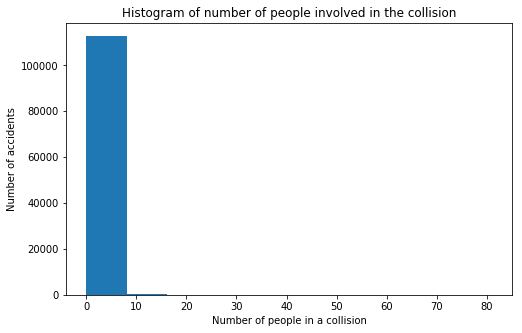 Histogram of number of people involved in the collision
Number of accidents
100000
80000
60000
40000
20000
0
0 10 20 30 40 50 60 70 80
Number of people in a collision